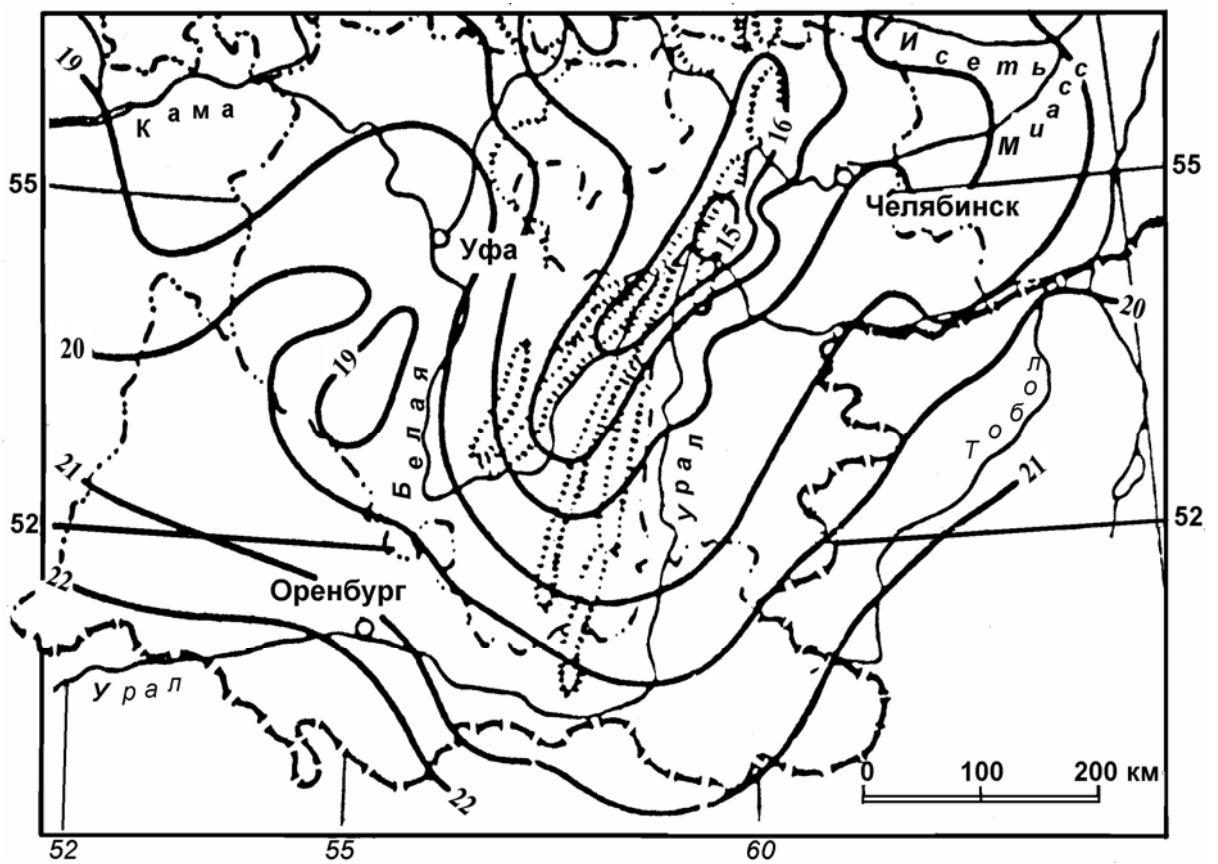 19
Кама
Исеть
Миасс
16
55
55
Челябинск
Уфа
15
20
20
19
Белая
Урал
Тобол
21
21
52
52
22
Оренбург
Урал
22
0 100 200 км
52 55 60